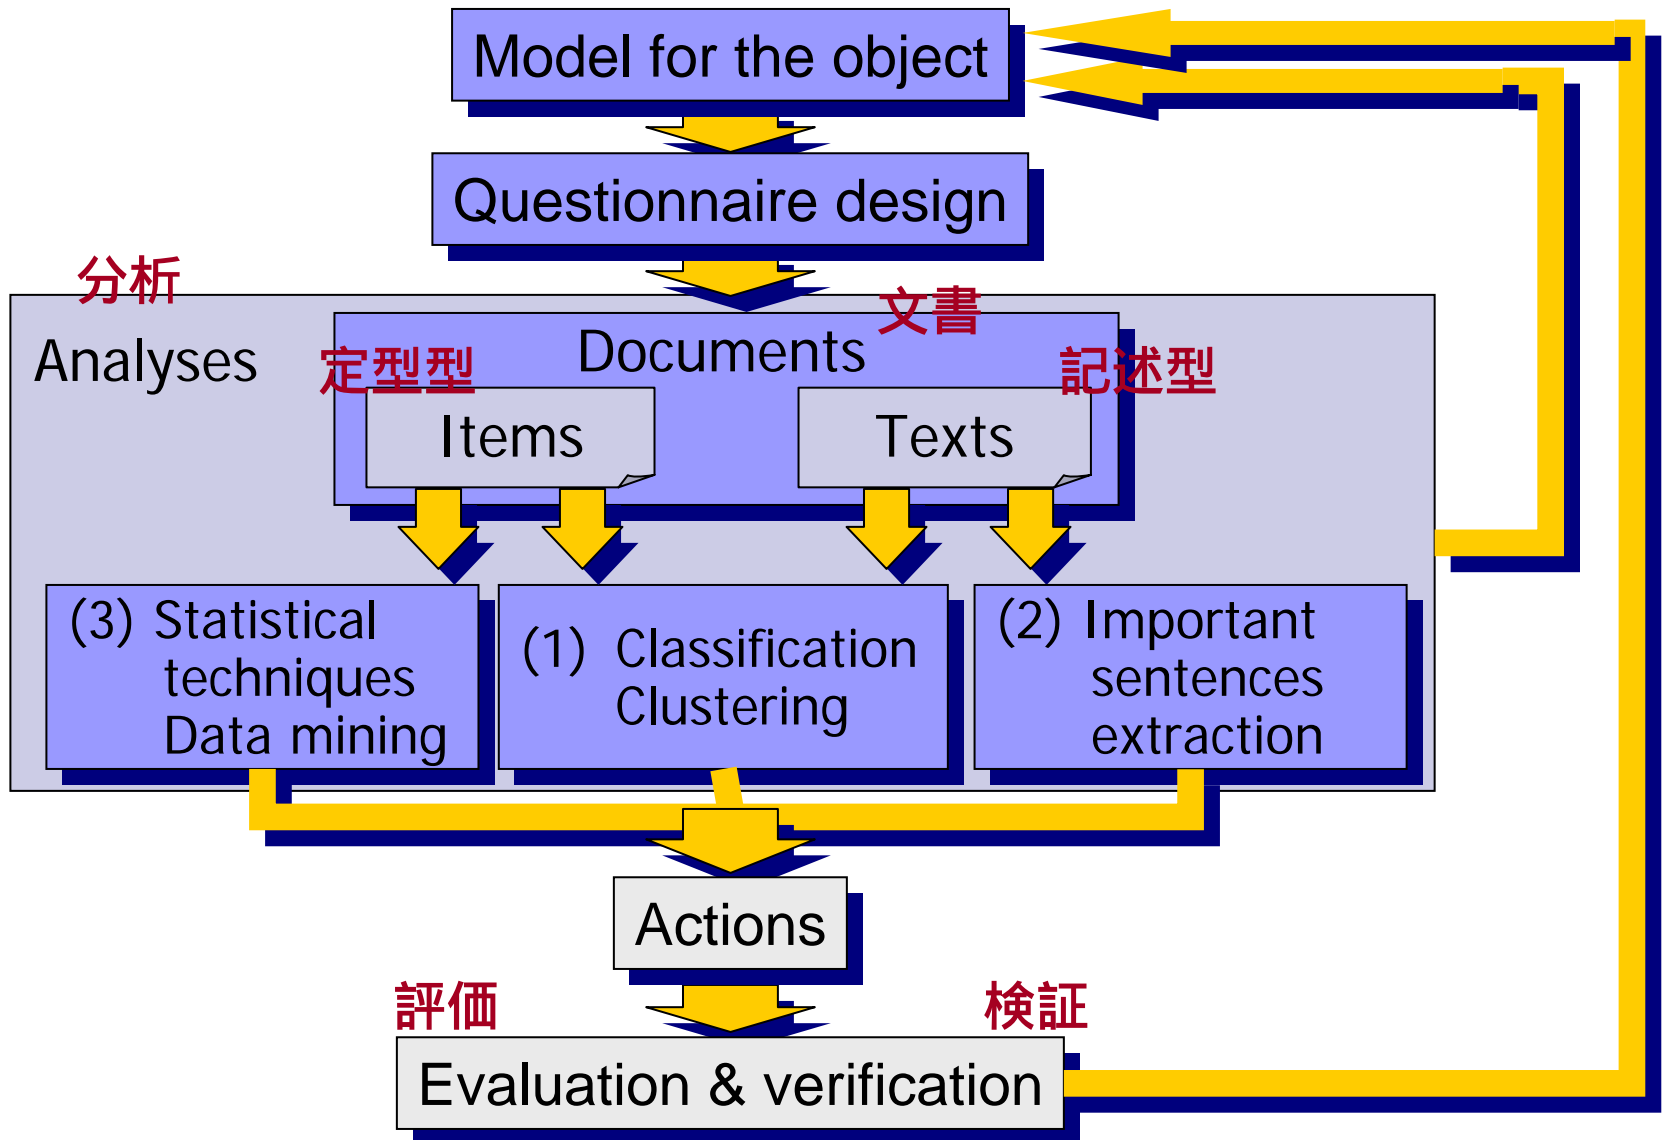 Model for the object
Questionnaire design
分析
Analyses
文書
Documents
定型型
記述型
Items
Texts
(3) Statistical
techniques
Data mining
(1) Classification
Clustering
(2) Important
sentences
extraction
Actions
評価
検証
Evaluation & verification